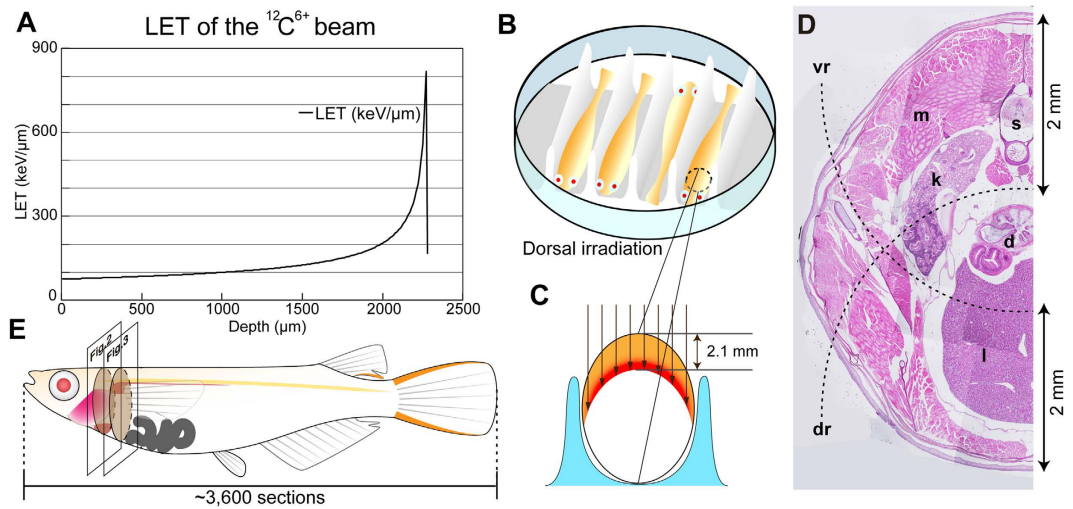 A
LET of the ¹²C⁶⁺ beam
LET (keV/μm)
900
600
300
0
LET (keV/μm)
0
500
1000
1500
2000
2500
Depth (μm)
B
Dorsal irradiation
C
2.1 mm
D
vr
m
s
k
d
l
dr
2 mm
2 mm
E
Fig.2
Fig.3
~3,600 sections